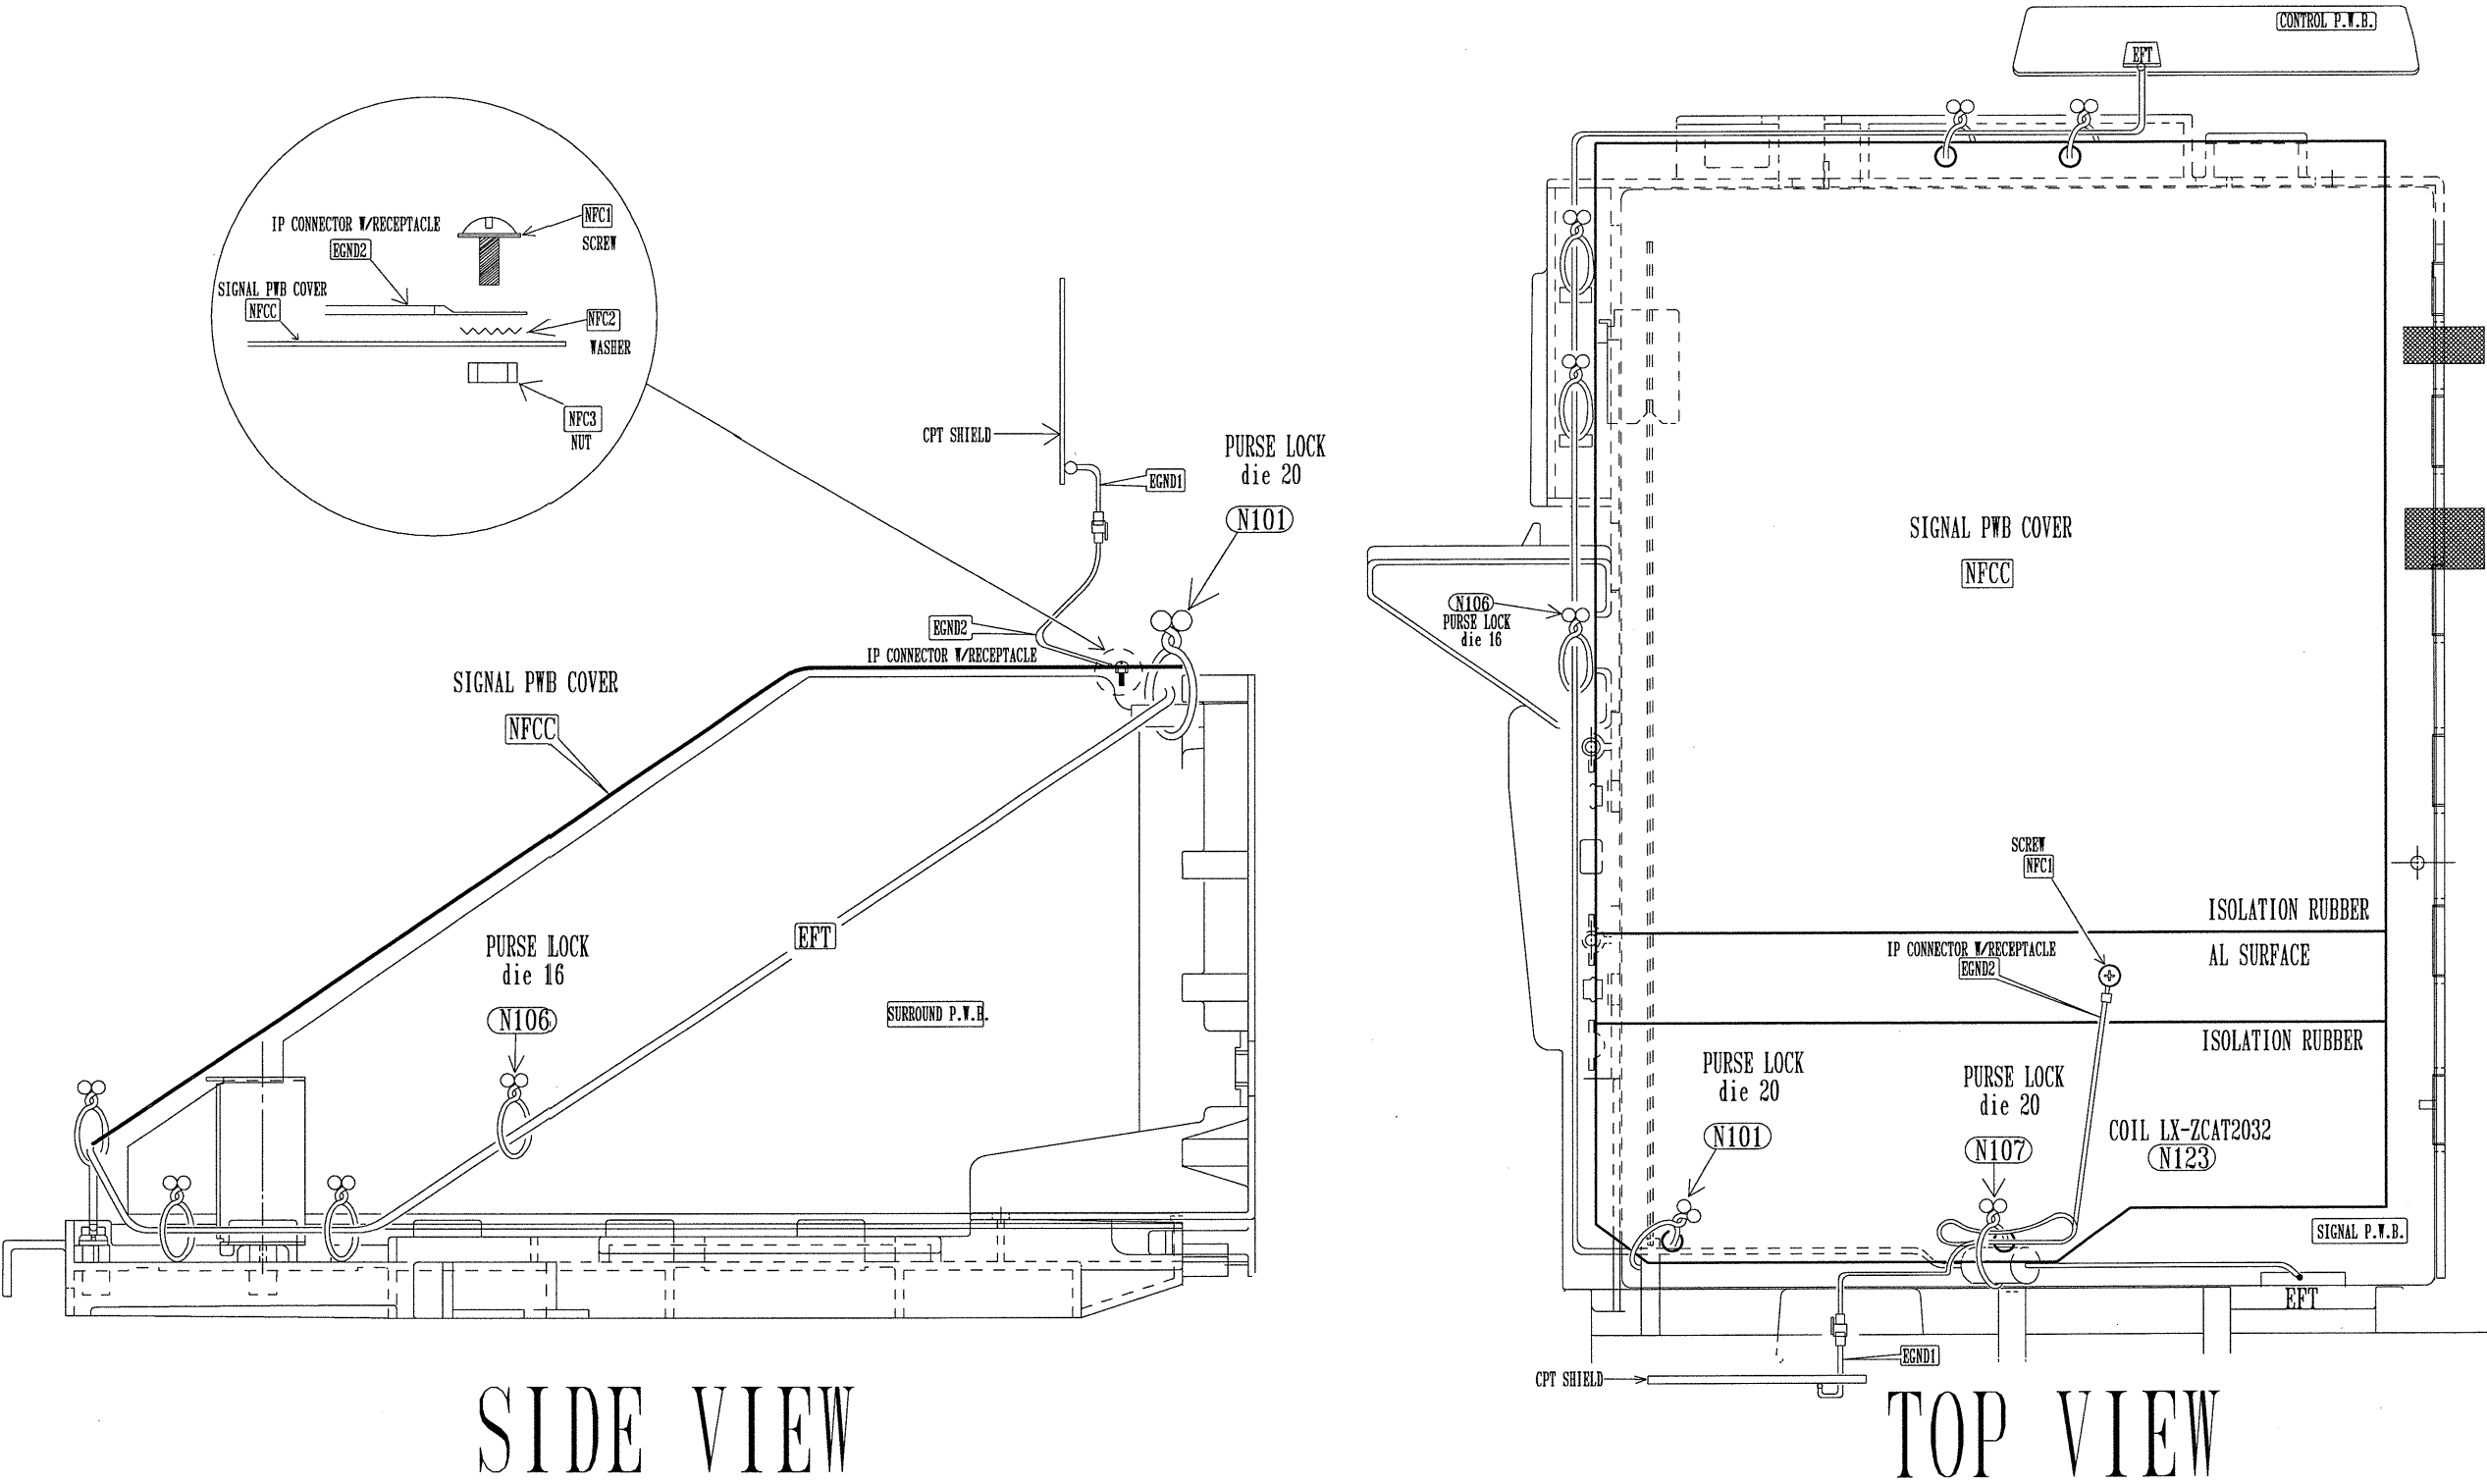 IP CONNECTOR W/RECEPTACLE
EGND2
NFC1
SCREW
SIGNAL PWB COVER
NFCC
NFC2
WASHER
NFC3
NUT
CPT SHIELD
EGND1
PURSE LOCK
die 20
N101
EGND2
IP CONNECTOR W/RECEPTACLE
SIGNAL PWB COVER
NFCC
EFT
PURSE LOCK
die 16
N106
SURROUND P.W.B.
SIDE VIEW
CONTROL P.W.B.
EFT
SIGNAL PWB COVER
NFCC
N106
PURSE LOCK
die 16
SCREW
NFC1
ISOLATION RUBBER
IP CONNECTOR W/RECEPTACLE
EGND2
AL SURFACE
ISOLATION RUBBER
PURSE LOCK
die 20
N101
PURSE LOCK
die 20
N107
COIL LX-ZCAT2032
N123
SIGNAL P.W.B.
EFT
EGND1
CPT SHIELD
TOP VIEW